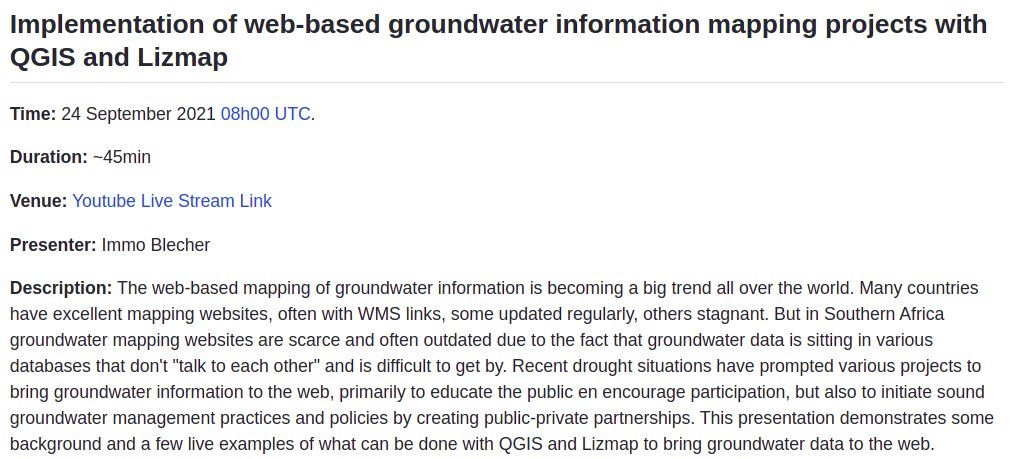 Implementation of web-based groundwater information mapping projects with
QGIS and Lizmap
Time: 24 September 2021 08h00 UTC.
Duration: ~45min
Venue: Youtube Live Stream Link
Presenter: Immo Blecher
Description: The web-based mapping of groundwater information is becoming a big trend all over the world. Many countries
have excellent mapping websites, often with WMS links, some updated regularly, others stagnant. But in Southern Africa
groundwater mapping websites are scarce and often outdated due to the fact that groundwater data is sitting in various
databases that don't "talk to each other" and is difficult to get by. Recent drought situations have prompted various projects to
bring groundwater information to the web, primarily to educate the public en encourage participation, but also to initiate sound
groundwater management practices and policies by creating public-private partnerships. This presentation demonstrates some
background and a few live examples of what can be done with QGIS and Lizmap to bring groundwater data to the web.